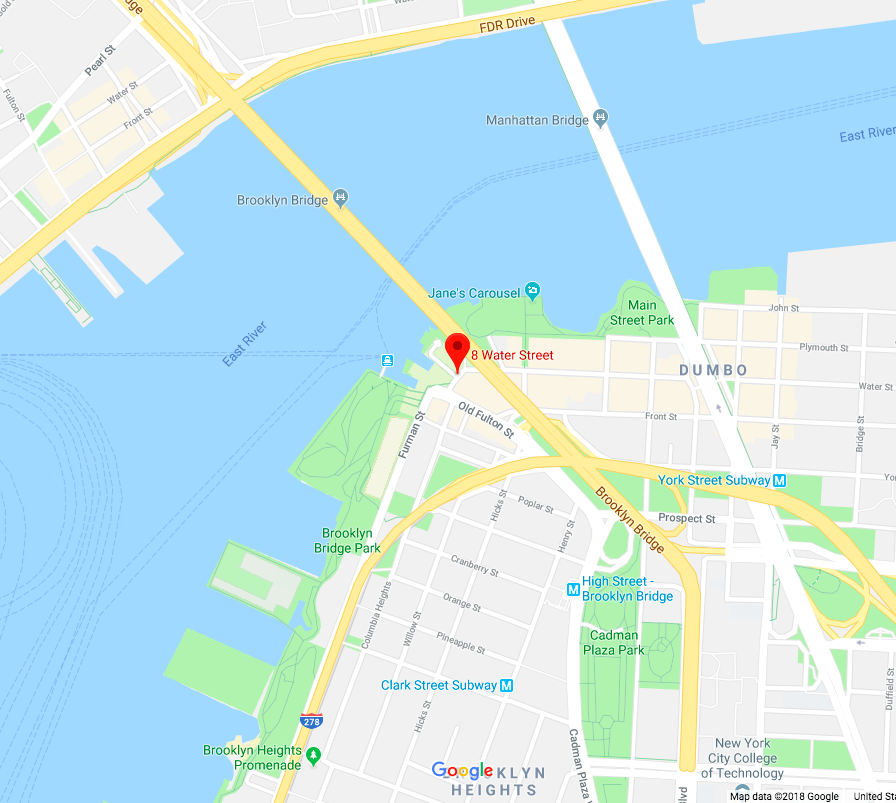 FDR Drive
Pearl St
Water St
Front St
Fulton St
Manhattan Bridge
East River
Brooklyn Bridge
Jane's Carousel
Main
Street Park
John St
East River
8 Water Street
Plymouth St
DUMBO
Water St
Old Fulton St
Front St
Furman St
Jay St
Bridge St
York Street Subway
M
Brooklyn Bridge
Hicks St
Poplar St
Prospect St
Henry St
Brooklyn
Bridge Park
Cranberry St
High Street -
Brooklyn Bridge
M
Columbia Heights
Willow St
Orange St
Pineapple St
Cadman
Plaza Park
Clark Street Subway
M
Duffield St
Hicks St
278
Brooklyn Heights
Promenade
Cadman Plaza
New York
City College
of Technology
Google
KLYN
HEIGHTS
Map data ©2018 Google
United Sta